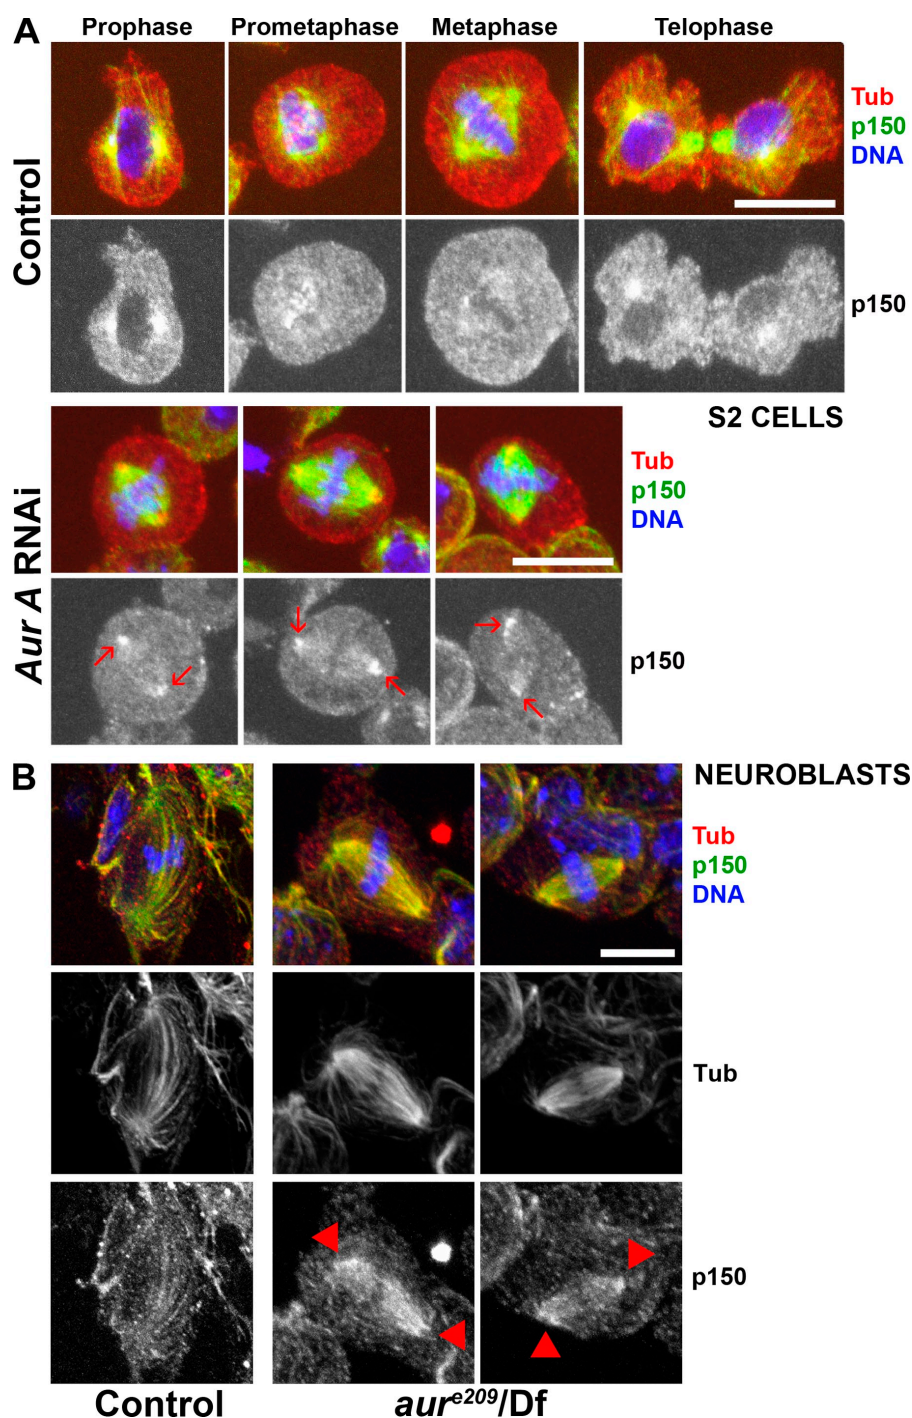 A
Prophase Prometaphase Metaphase Telophase
Control
Tub
p150
DNA
p150
S2 CELLS
Aur A RNAi
Tub
p150
DNA
p150
B
NEUROBLASTS
Tub
p150
DNA
Tub
p150
Control aure209/Df